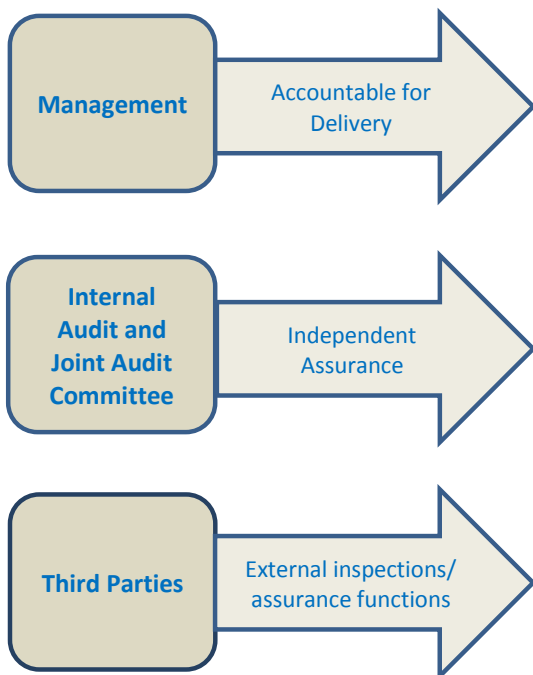 Management
Accountable for
Delivery
Internal
Audit and
Joint Audit
Committee
Independent
Assurance
Third Parties
External inspections/
assurance functions